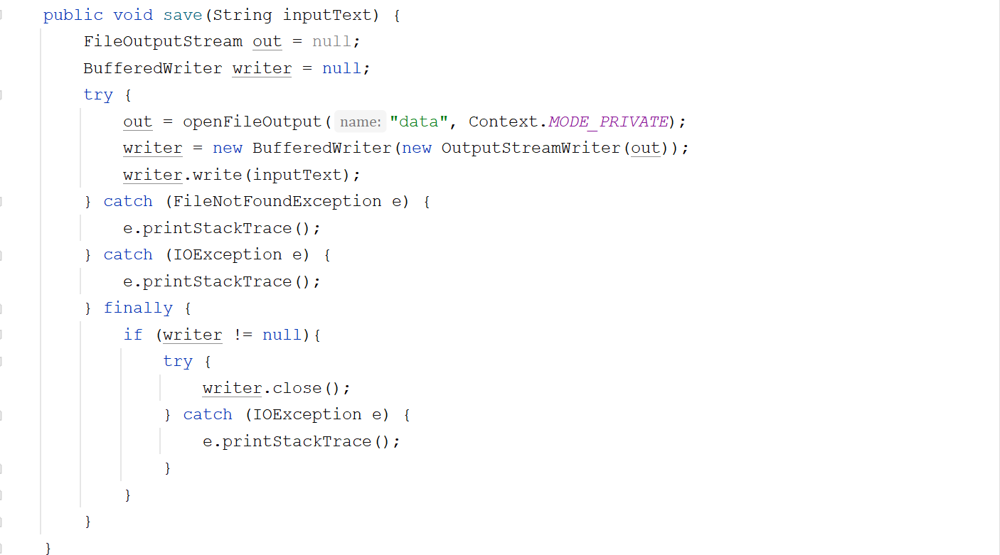 public void save(String inputText) {
    FileOutputStream out = null;
    BufferedWriter writer = null;
    try {
        out = openFileOutput( name: "data", Context.MODE_PRIVATE);
        writer = new BufferedWriter(new OutputStreamWriter(out));
        writer.write(inputText);
    } catch (FileNotFoundException e) {
        e.printStackTrace();
    } catch (IOException e) {
        e.printStackTrace();
    } finally {
        if (writer != null){
            try {
                writer.close();
            } catch (IOException e) {
                e.printStackTrace();
            }
        }
    }
}